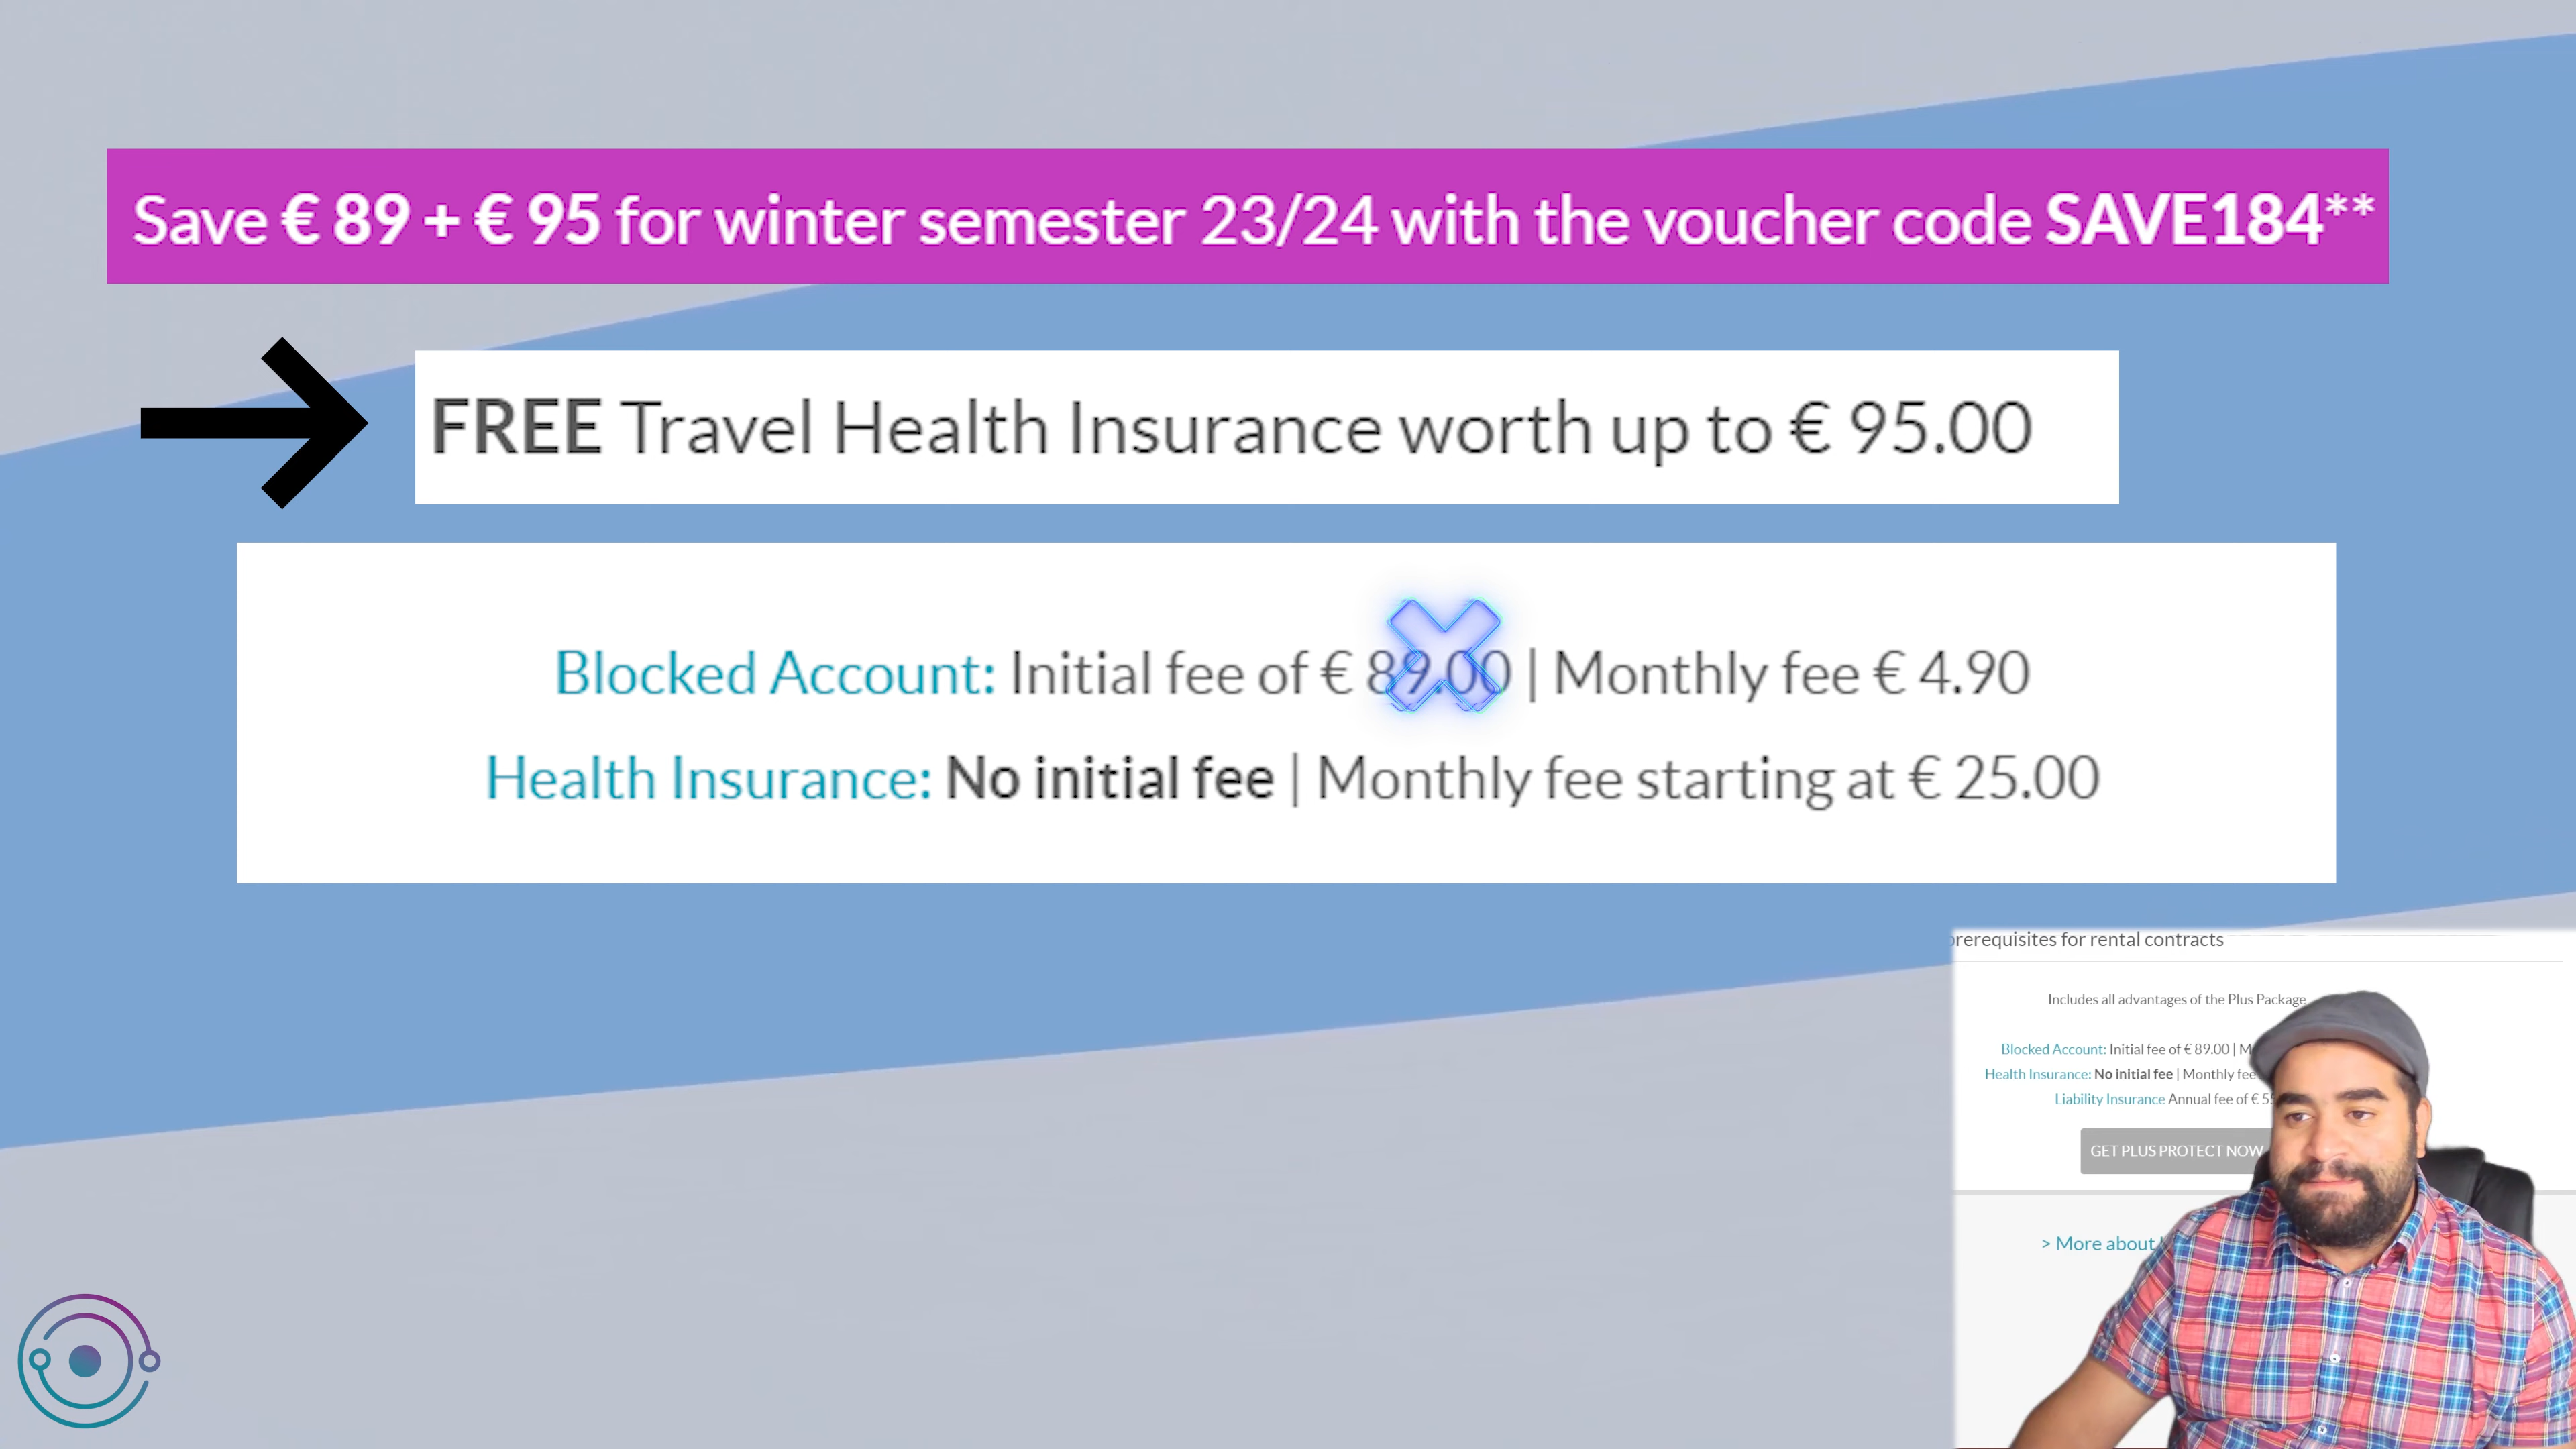 Save € 89 + € 95 for winter semester 23/24 with the voucher code SAVE184**
FREE Travel Health Insurance worth up to € 95.00
Blocked Account: Initial fee of € 89.00 | Monthly fee € 4.90
Health Insurance: No initial fee | Monthly fee starting at € 25.00
prerequisites for rental contracts
Includes all advantages of the Plus Package
Blocked Account: Initial fee of € 89.00 |
Health Insurance: No initial fee | Monthly fee
Liability Insurance Annual fee of €
GET PLUS PROTECT NOW
> More about